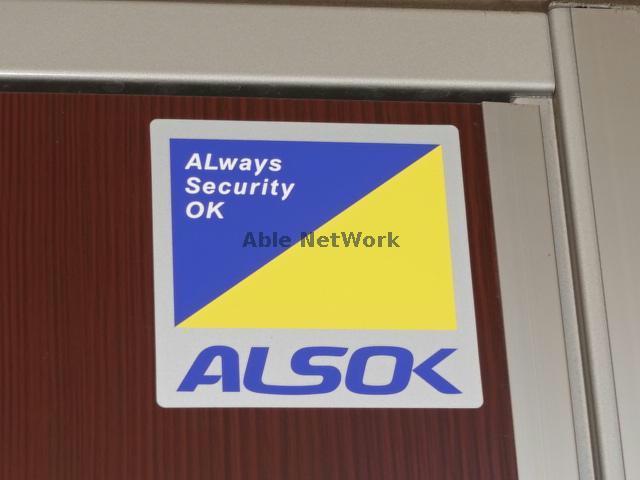 ALways
Security
OK
Able NetWork
ALSOK